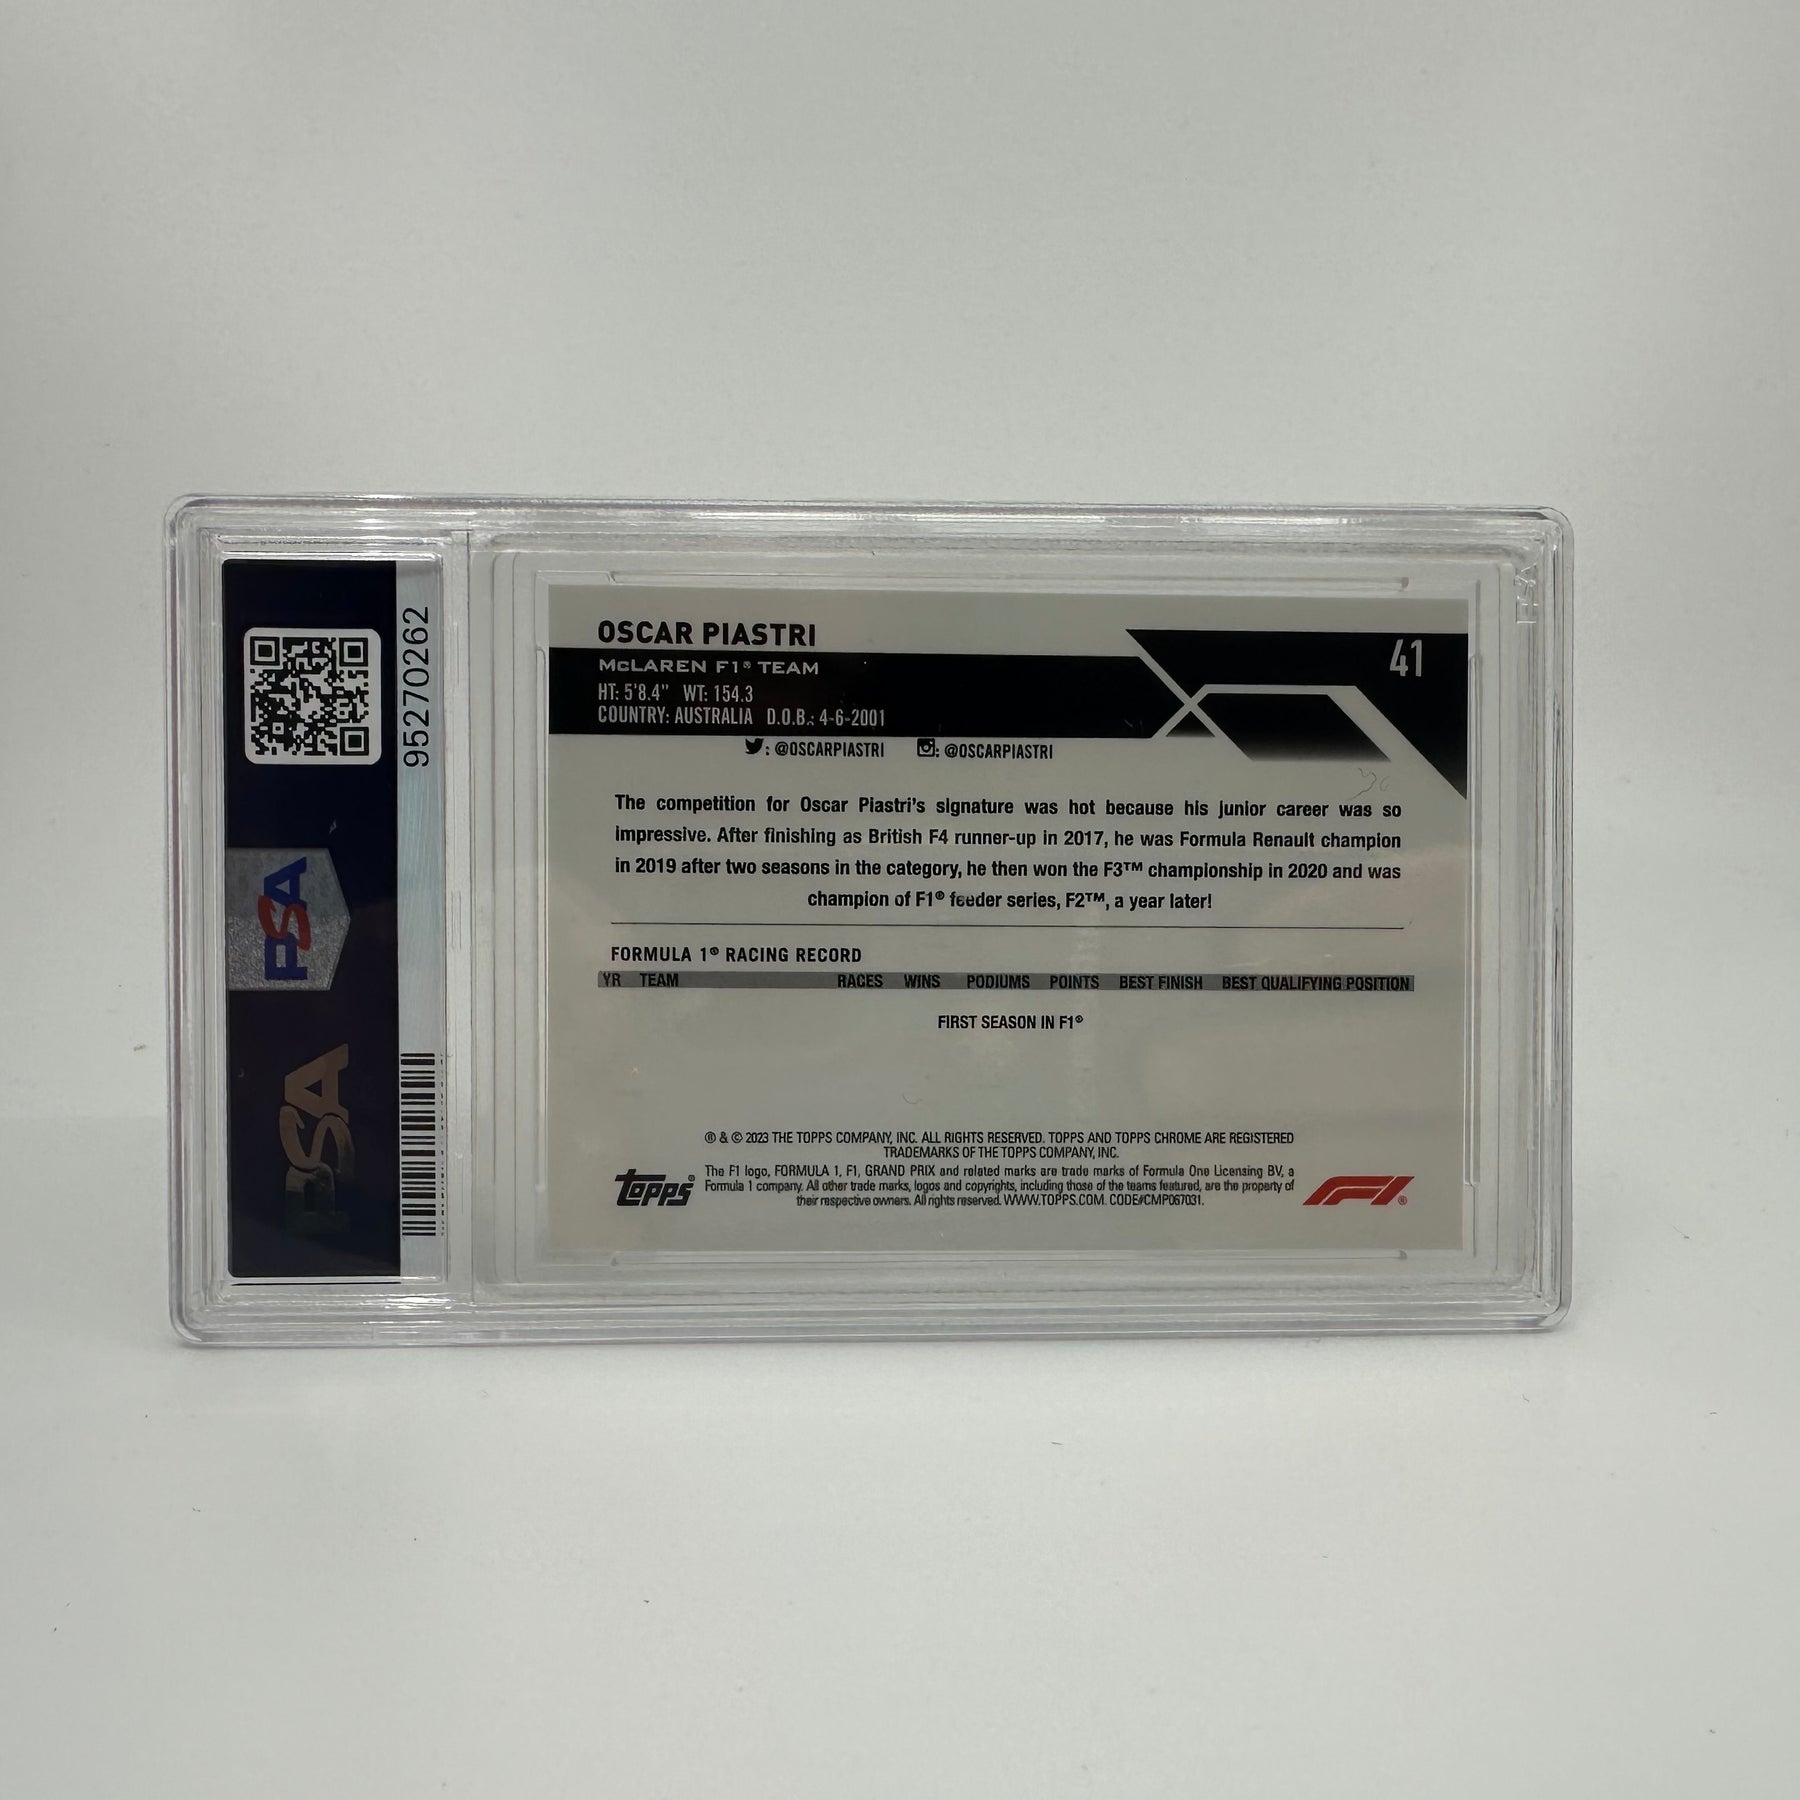 95270262
PSA
PSA
OSCAR PIASTRI
41
McLAREN F1® TEAM
HT: 5'8.4" WT: 154.3
COUNTRY: AUSTRALIA D.O.B.: 4-6-2001
: @OSCARPIASTRI : @OSCARPIASTRI
The competition for Oscar Piastri's signature was hot because his junior career was so
impressive. After finishing as British F4 runner-up in 2017, he was Formula Renault champion
in 2019 after two seasons in the category, he then won the F3™ championship in 2020 and was
champion of F1® feeder series, F2™, a year later!
FORMULA 1® RACING RECORD
YR TEAM RACES WINS PODIUMS POINTS BEST FINISH BEST QUALIFYING POSITION
FIRST SEASON IN F1®
® & © 2023 THE TOPPS COMPANY, INC. ALL RIGHTS RESERVED. TOPPS AND TOPPS CHROME ARE REGISTERED
TRADEMARKS OF THE TOPPS COMPANY, INC.
The F1 logo, FORMULA 1, F1, GRAND PRIX and related marks are trade marks of Formula One Licensing BV, a
Formula 1 company. All other trade marks, logos and copyrights, including those of the teams featured, are the property of
their respective owners. All rights reserved. WWW.TOPPS.COM. CODE#CMP067031.
Topps®
F1®
PSA